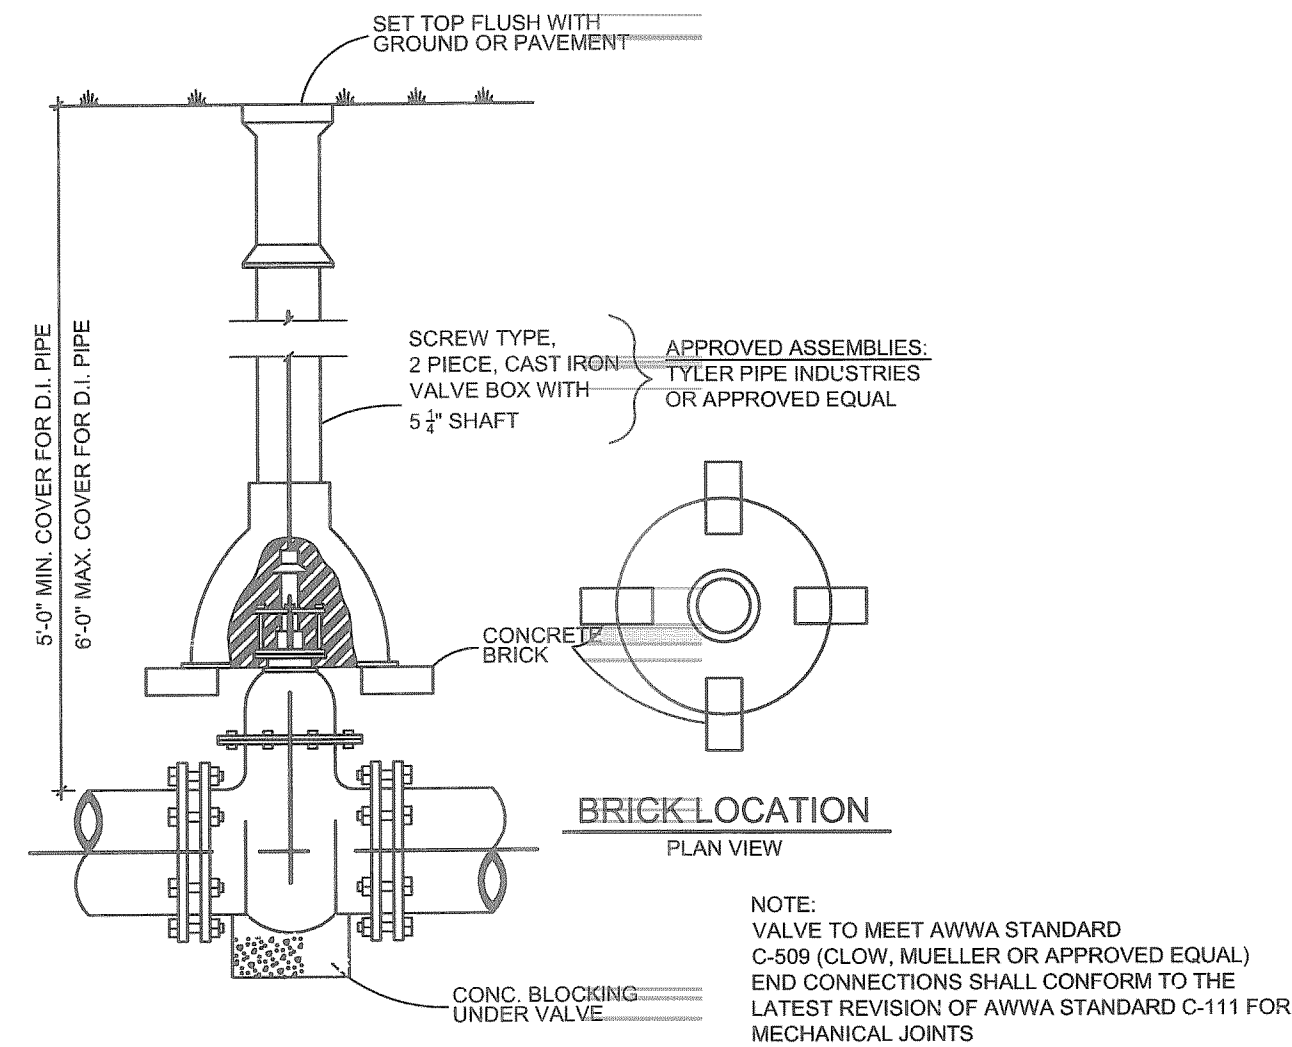 SET TOP FLUSH WITH
GROUND OR PAVEMENT
5'-0" MIN. COVER FOR D.I. PIPE
6'-0" MAX. COVER FOR D.I. PIPE
SCREW TYPE,
2 PIECE, CAST IRON
VALVE BOX WITH
5 1/4" SHAFT
APPROVED ASSEMBLIES:
TYLER PIPE INDUSTRIES
OR APPROVED EQUAL
CONCRETE
BRICK
BRICK LOCATION
PLAN VIEW
NOTE:
VALVE TO MEET AWWA STANDARD
C-509 (CLOW, MUELLER OR APPROVED EQUAL)
END CONNECTIONS SHALL CONFORM TO THE
LATEST REVISION OF AWWA STANDARD C-111 FOR
MECHANICAL JOINTS
CONC. BLOCKING
UNDER VALVE